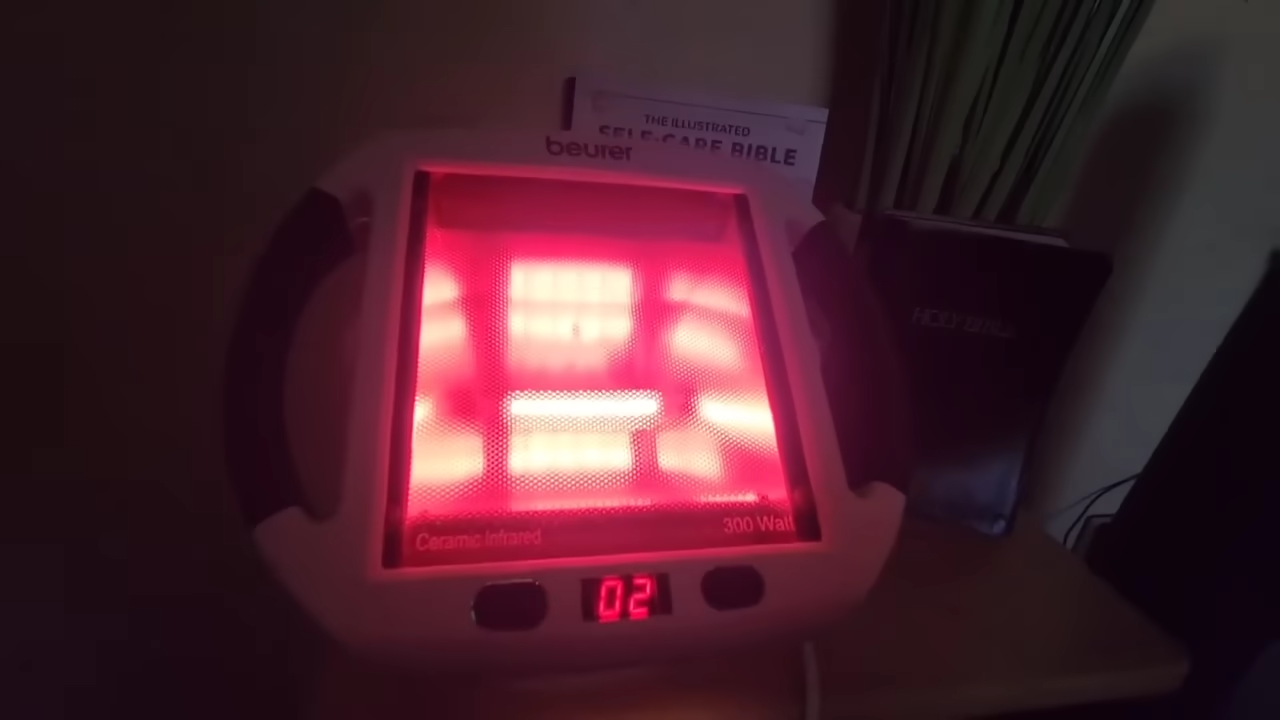 THE ILLUSTRATED
SELF-CARE BIBLE
beurer
HOLY BIBLE
Ceramic Infrared
300 Watt
02